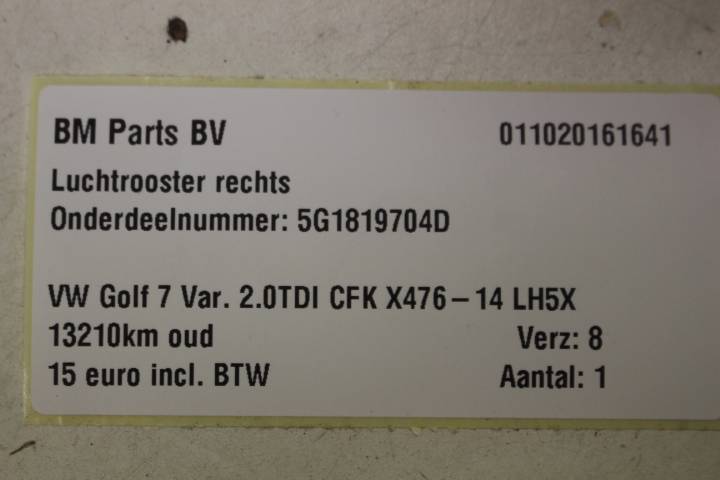 BM Parts BV 011020161641
Luchtrooster rechts
Onderdeelnummer: 5G1819704D
VW Golf 7 Var. 2.0TDI CFK X476-14 LH5X
13210km oud Verz: 8
15 euro incl. BTW Aantal: 1